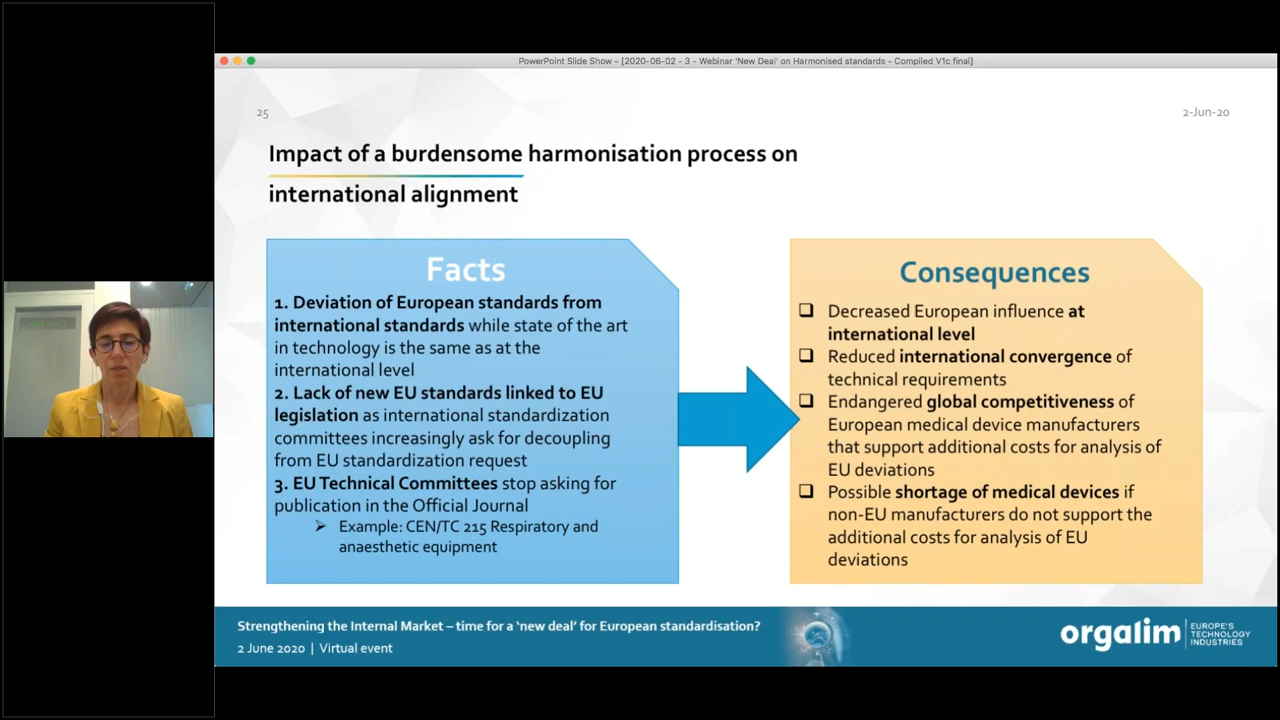 PowerPoint Slide Show – [2020-06-02 - 3 - Webinar 'New Deal' on Harmonised standards - Compiled V1c final]
25
2-Jun-20
Impact of a burdensome harmonisation process on
international alignment
Facts
1. Deviation of European standards from
international standards while state of the art
in technology is the same as at the
international level
2. Lack of new EU standards linked to EU
legislation as international standardization
committees increasingly ask for decoupling
from EU standardization request
3. EU Technical Committees stop asking for
publication in the Official Journal
➢ Example: CEN/TC 215 Respiratory and
anaesthetic equipment
Consequences
❑ Decreased European influence at
international level
❑ Reduced international convergence of
technical requirements
❑ Endangered global competitiveness of
European medical device manufacturers
that support additional costs for analysis of
EU deviations
❑ Possible shortage of medical devices if
non-EU manufacturers do not support the
additional costs for analysis of EU
deviations
Strengthening the Internal Market – time for a 'new deal' for European standardisation?
2 June 2020 | Virtual event
orgalim
EUROPE'S
TECHNOLOGY
INDUSTRIES